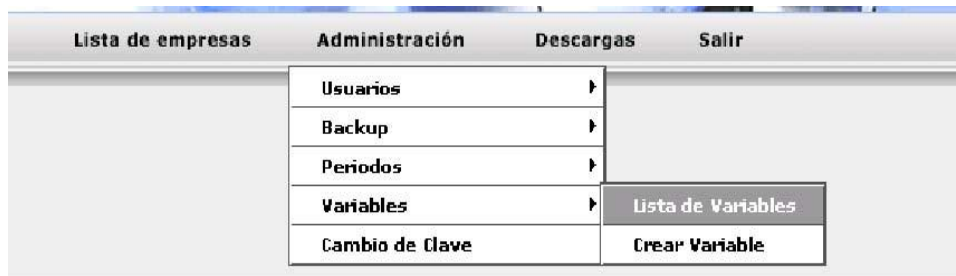 Lista de empresas Administración Descargas Salir
Usuarios
Backup
Periodos
Variables Lista de Variables
Cambio de Clave Crear Variable